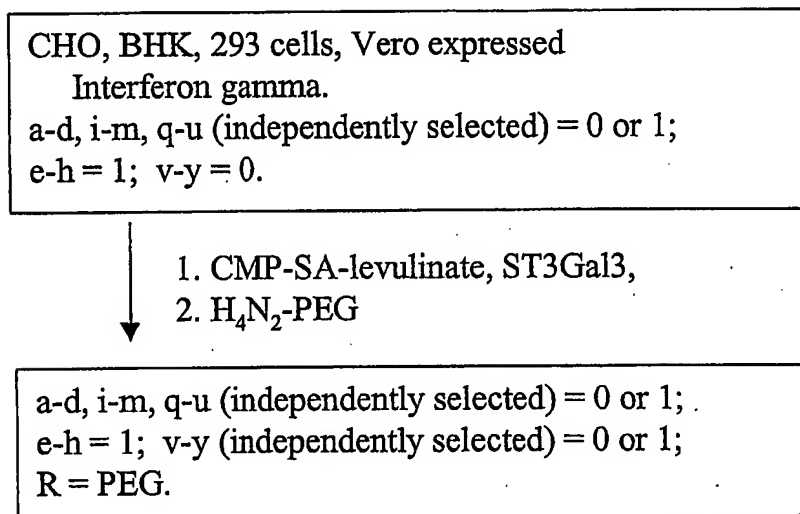 CHO, BHK, 293 cells, Vero expressed
Interferon gamma.
a-d, i-m, q-u (independently selected) = 0 or 1;
e-h = 1; v-y = 0.
1. CMP-SA-levulinate, ST3Gal3,
2. H₄N₂-PEG
a-d, i-m, q-u (independently selected) = 0 or 1;
e-h = 1; v-y (independently selected) = 0 or 1;
R = PEG.